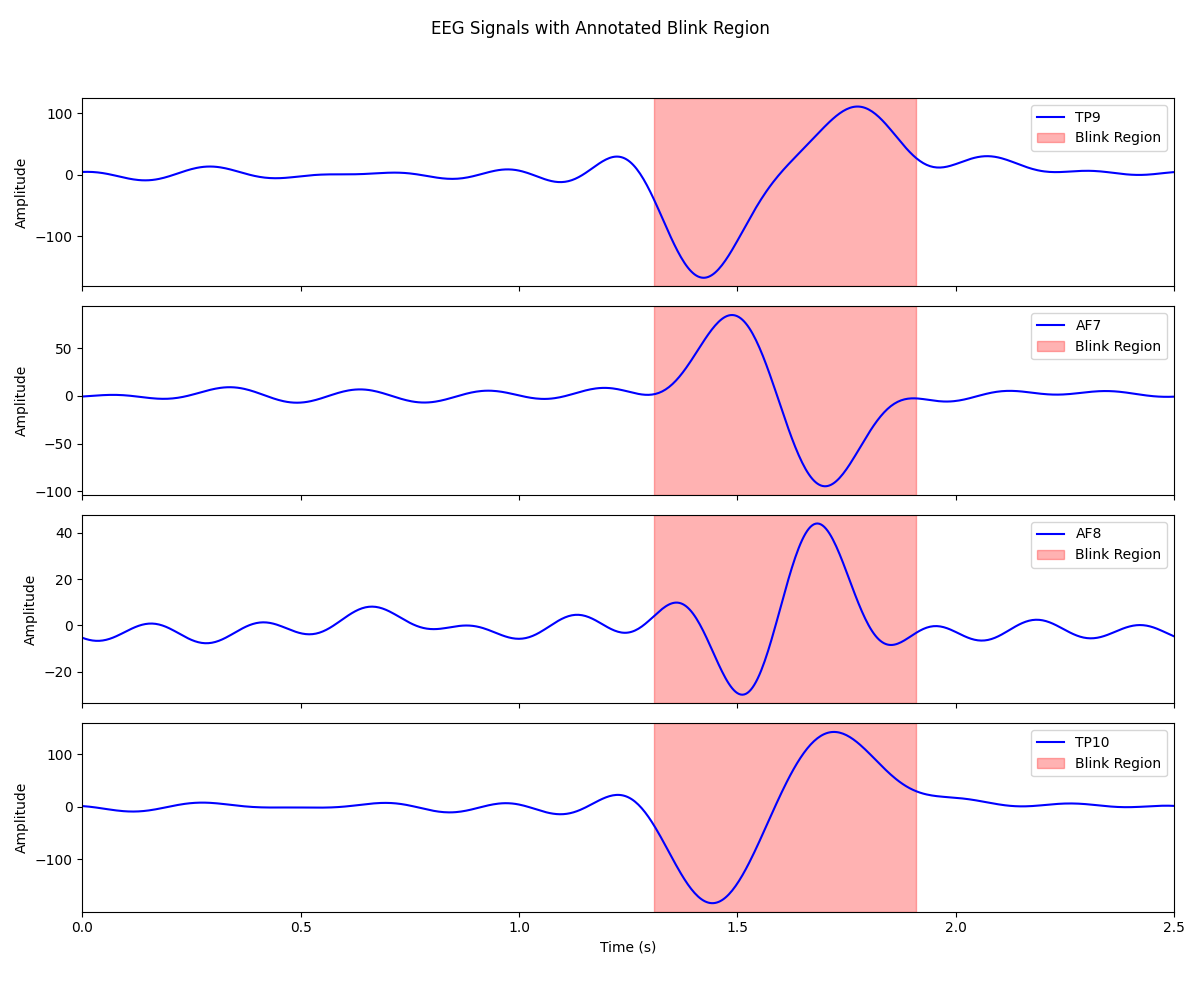 EEG Signals with Annotated Blink Region
100
0
−100
Amplitude
TP9
Blink Region
50
0
−50
−100
Amplitude
AF7
Blink Region
40
20
0
−20
Amplitude
AF8
Blink Region
100
0
−100
Amplitude
TP10
Blink Region
0.0 0.5 1.0 1.5 2.0 2.5
Time (s)